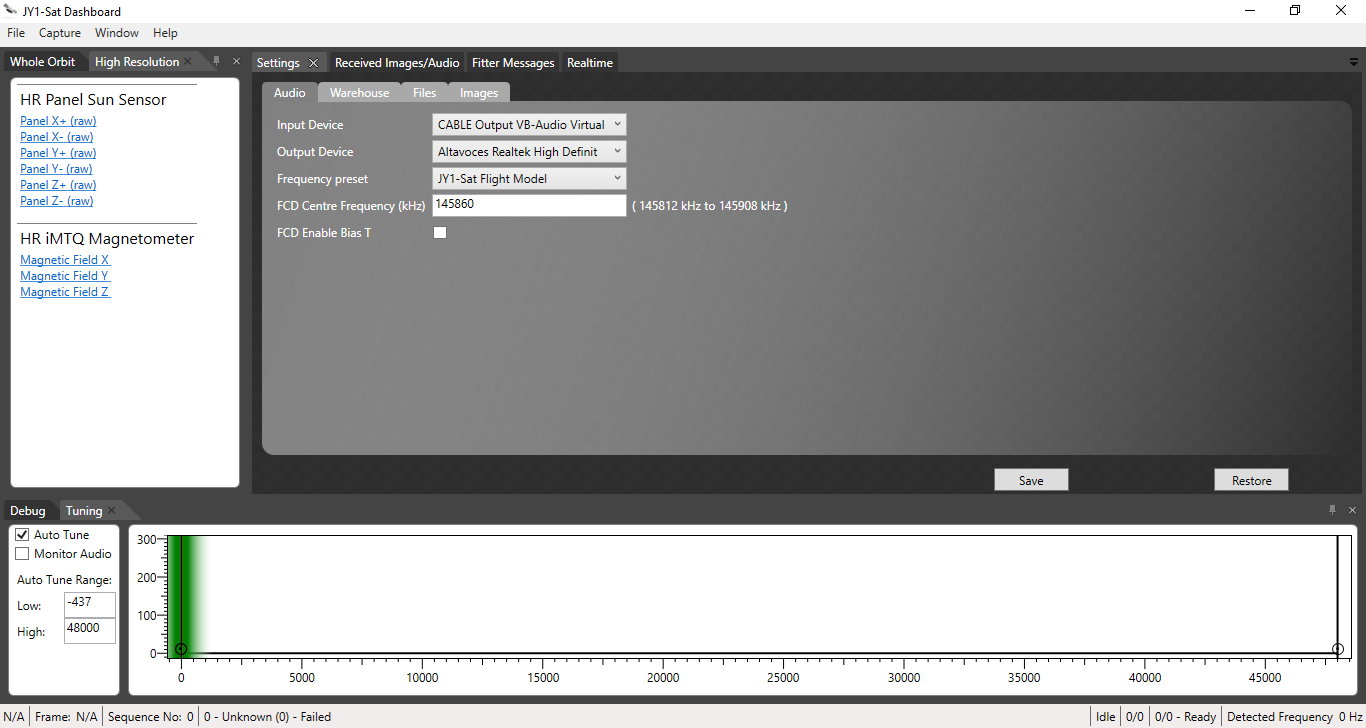 JY1-Sat Dashboard
File Capture Window Help
Whole Orbit High Resolution
HR Panel Sun Sensor
Panel X+ (raw)
Panel X- (raw)
Panel Y+ (raw)
Panel Y- (raw)
Panel Z+ (raw)
Panel Z- (raw)
HR iMTQ Magnetometer
Magnetic Field X
Magnetic Field Y
Magnetic Field Z
Settings Received Images/Audio Fitter Messages Realtime
Audio Warehouse Files Images
Input Device CABLE Output VB-Audio Virtual
Output Device Altavoces Realtek High Definit
Frequency preset JY1-Sat Flight Model
FCD Centre Frequency (kHz) 145860 ( 145812 kHz to 145908 kHz )
FCD Enable Bias T
Save Restore
Debug Tuning
Auto Tune
Monitor Audio
Auto Tune Range:
Low: -437
High: 48000
300
200
100
0
0 5000 10000 15000 20000 25000 30000 35000 40000 45000
N/A Frame: N/A Sequence No: 0 0 - Unknown (0) - Failed Idle 0/0 0/0 - Ready Detected Frequency 0 Hz